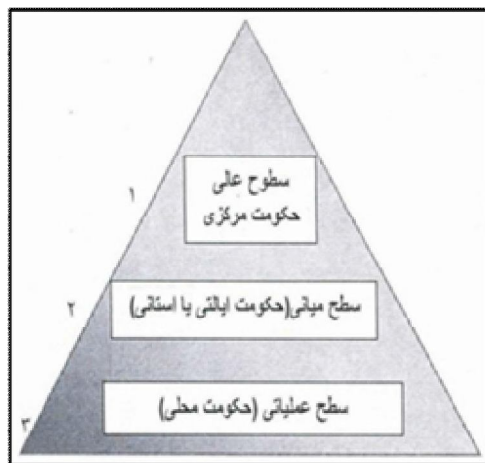 ۱
سطوح عالی
حکومت مرکزی
۲
سطح میانی(حکومت ایالتی یا استانی)
۳
سطح عملیاتی (حکومت محلی)